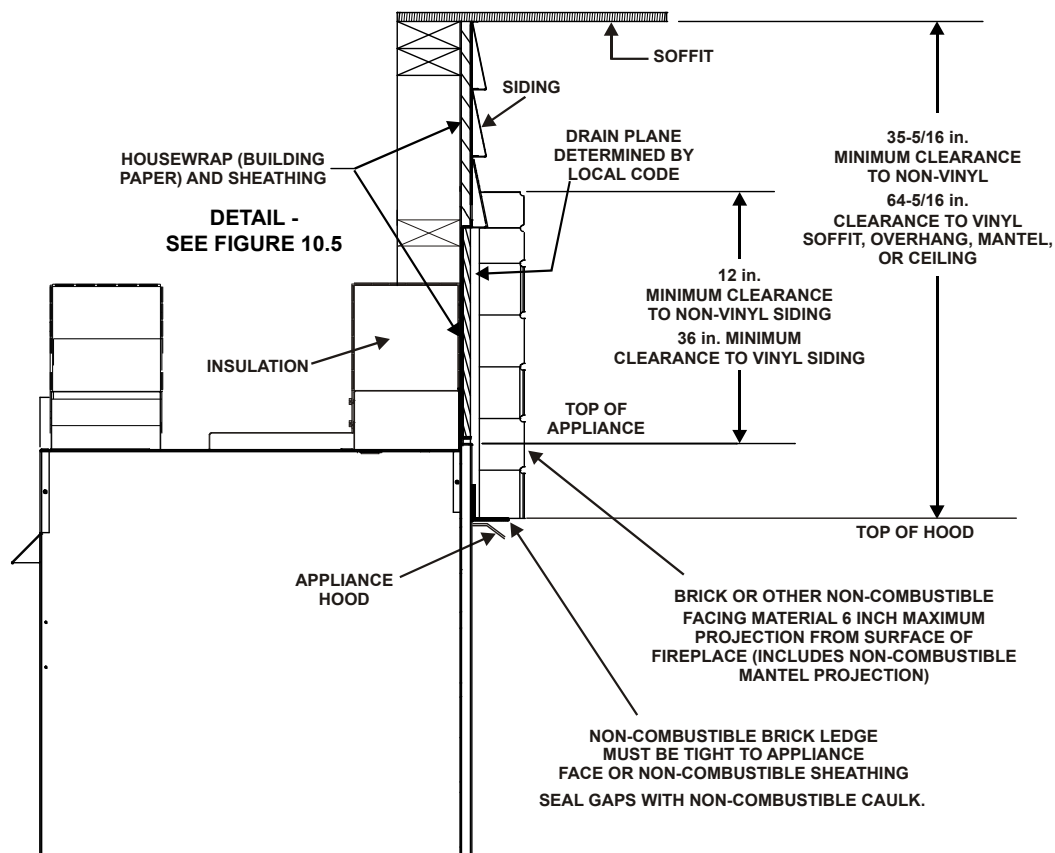 SOFFIT
SIDING
HOUSEWRAP (BUILDING
PAPER) AND SHEATHING
DRAIN PLANE
DETERMINED BY
LOCAL CODE
35-5/16 in.
MINIMUM CLEARANCE
TO NON-VINYL
64-5/16 in.
CLEARANCE TO VINYL
SOFFIT, OVERHANG, MANTEL,
OR CEILING
DETAIL -
SEE FIGURE 10.5
12 in.
MINIMUM CLEARANCE
TO NON-VINYL SIDING
36 in. MINIMUM
CLEARANCE TO VINYL SIDING
INSULATION
TOP OF
APPLIANCE
TOP OF HOOD
APPLIANCE
HOOD
BRICK OR OTHER NON-COMBUSTIBLE
FACING MATERIAL 6 INCH MAXIMUM
PROJECTION FROM SURFACE OF
FIREPLACE (INCLUDES NON-COMBUSTIBLE
MANTEL PROJECTION)
NON-COMBUSTIBLE BRICK LEDGE
MUST BE TIGHT TO APPLIANCE
FACE OR NON-COMBUSTIBLE SHEATHING
SEAL GAPS WITH NON-COMBUSTIBLE CAULK.